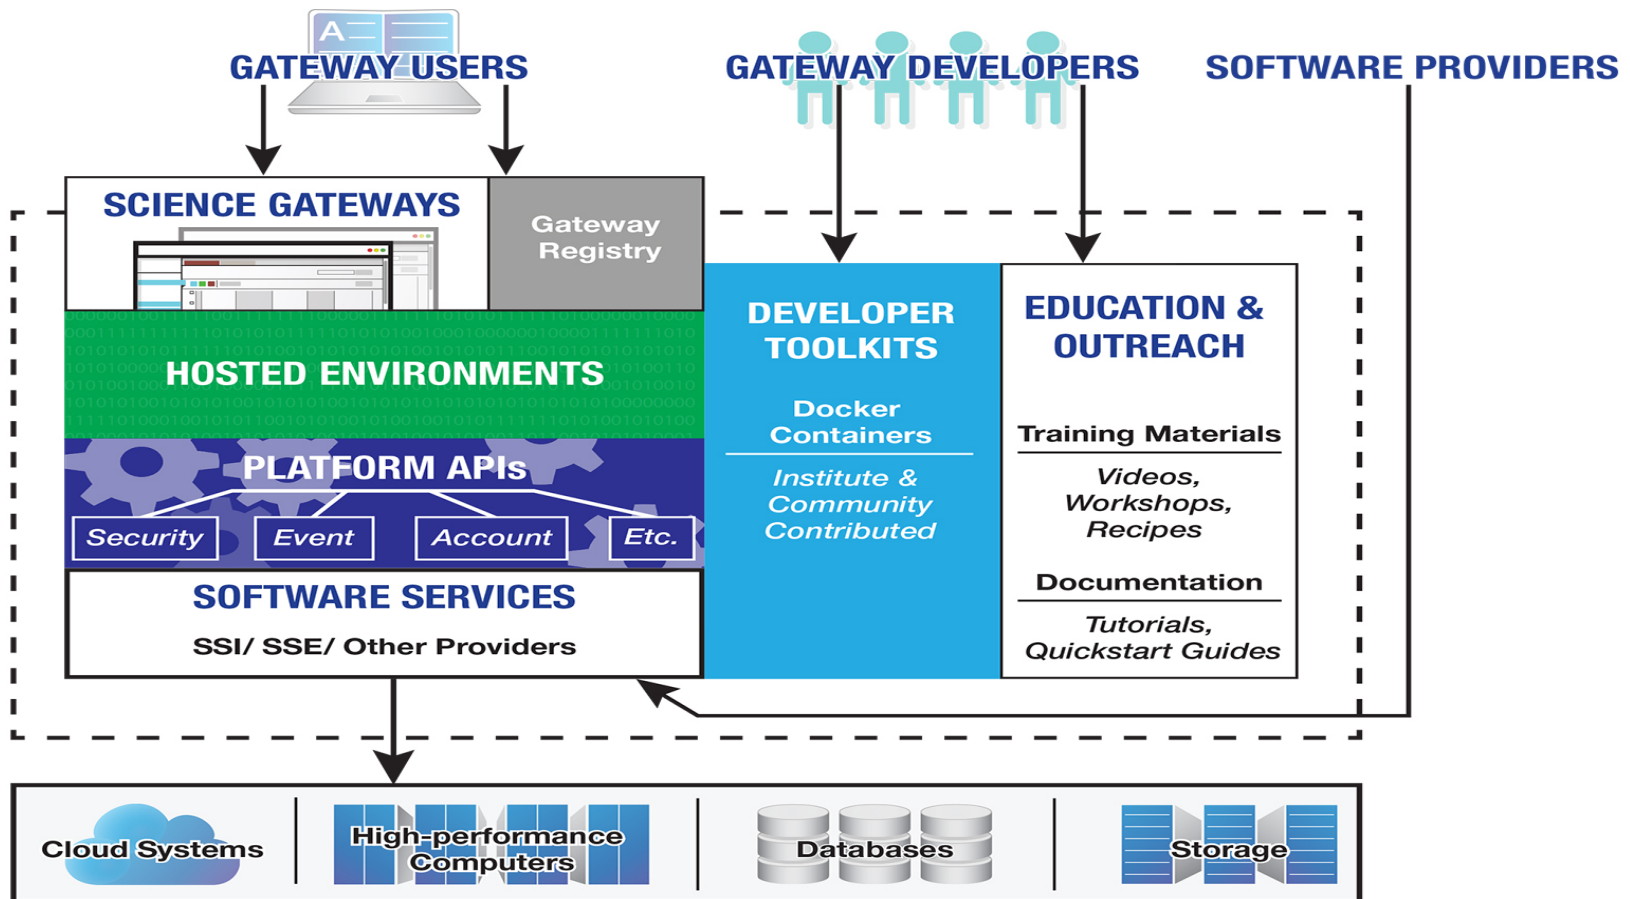 A
GATEWAY USERS
GATEWAY DEVELOPERS
SOFTWARE PROVIDERS
SCIENCE GATEWAYS
Gateway
Registry
HOSTED ENVIRONMENTS
PLATFORM APIs
Security
Event
Account
Etc.
SOFTWARE SERVICES
SSI/ SSE/ Other Providers
DEVELOPER
TOOLKITS
Docker
Containers
Institute &
Community
Contributed
EDUCATION &
OUTREACH
Training Materials
Videos,
Workshops,
Recipes
Documentation
Tutorials,
Quickstart Guides
Cloud Systems
High-performance
Computers
Databases
Storage